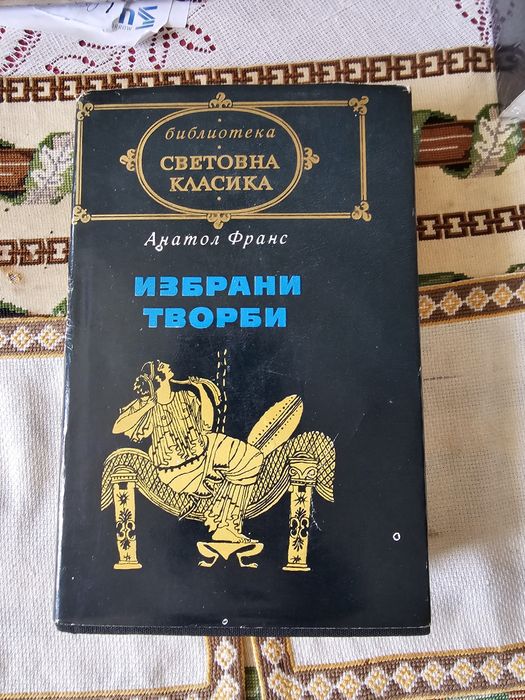 библиотека
СВЕТОВНА
КЛАСИКА
Анатол Франс
ИЗБРАНИ
ТВОРБИ